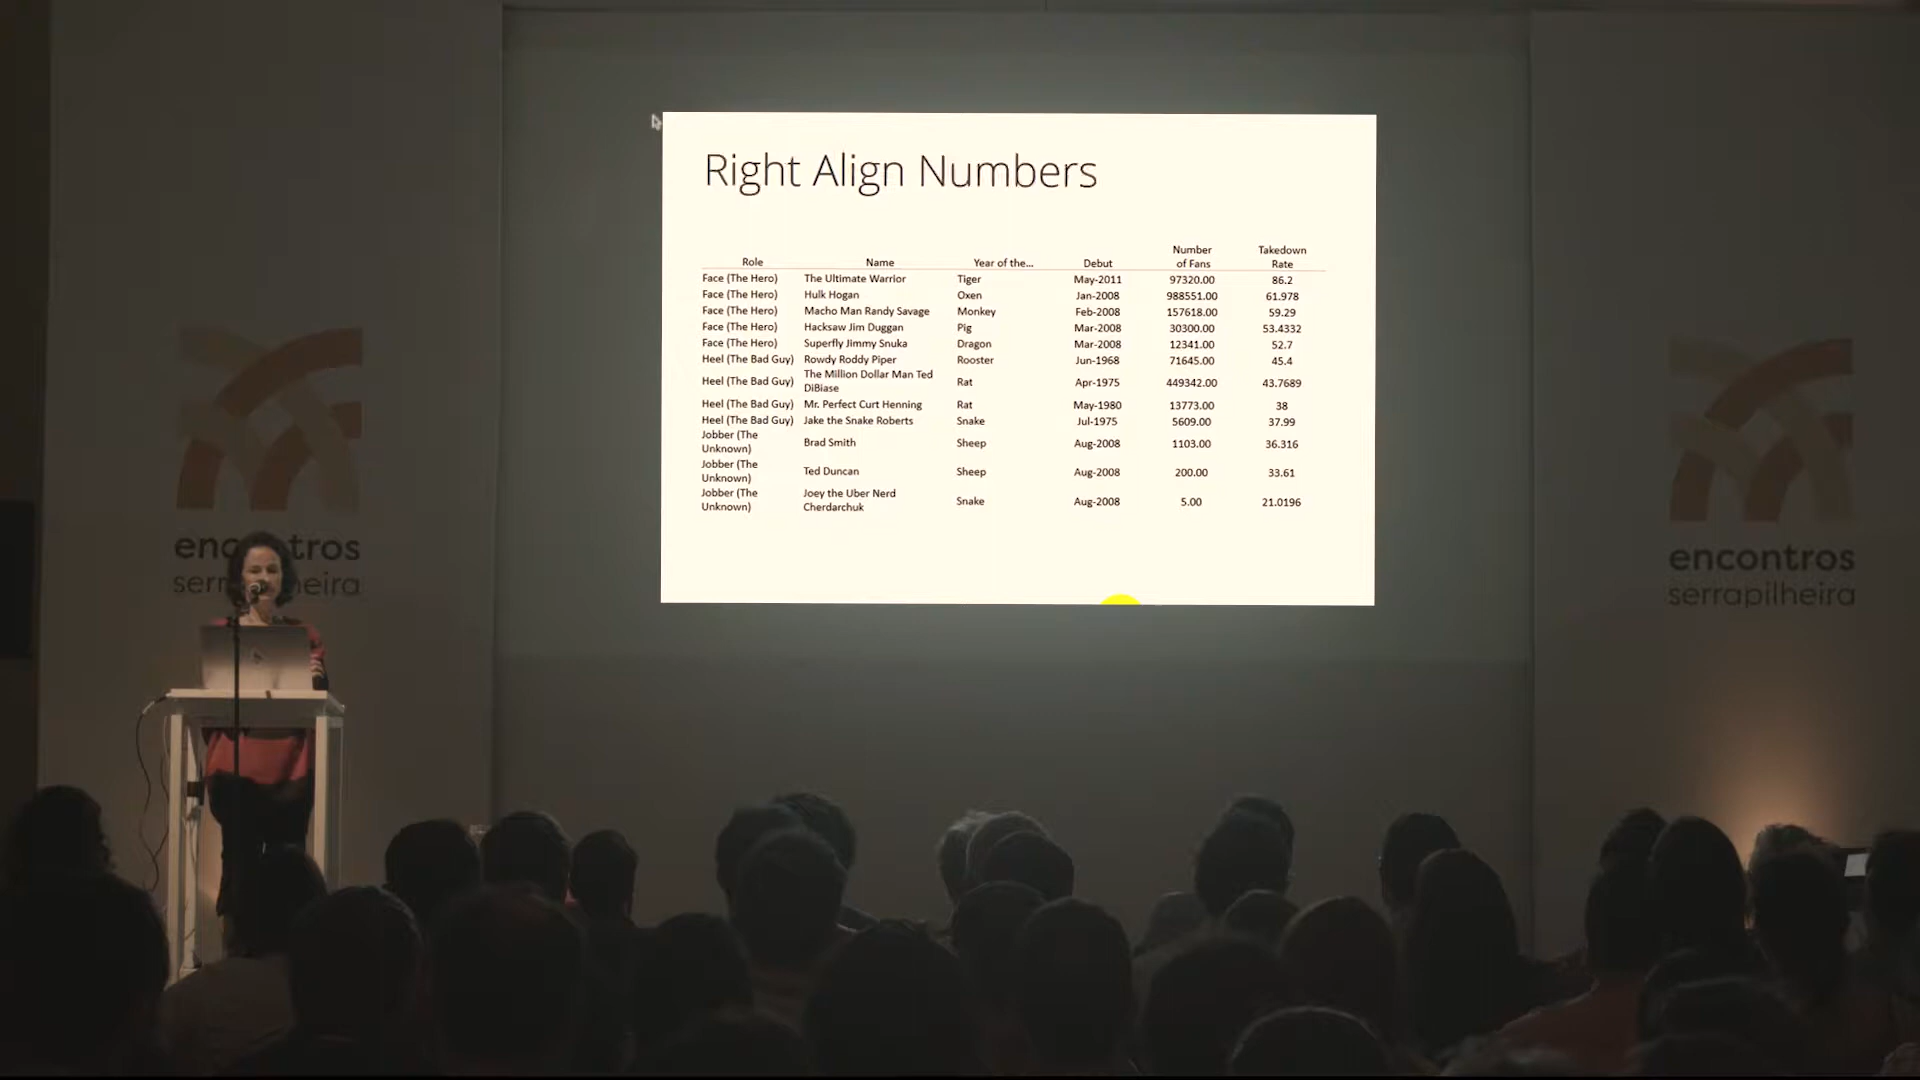 Right Align Numbers
Role Name Year of the... Debut Number of Fans Takedown Rate
Face (The Hero) The Ultimate Warrior Tiger May-2011 97320.00 86.2
Face (The Hero) Hulk Hogan Oxen Jan-2008 988551.00 61.978
Face (The Hero) Macho Man Randy Savage Monkey Feb-2008 157618.00 59.29
Face (The Hero) Hacksaw Jim Duggan Pig Mar-2008 30300.00 53.4332
Face (The Hero) Superfly Jimmy Snuka Dragon Mar-2008 12341.00 52.7
Heel (The Bad Guy) Rowdy Roddy Piper Rooster Jun-1968 71645.00 45.4
Heel (The Bad Guy) The Million Dollar Man Ted DiBiase Rat Apr-1975 449342.00 43.7689
Heel (The Bad Guy) Mr. Perfect Curt Henning Rat May-1980 13773.00 38
Heel (The Bad Guy) Jake the Snake Roberts Snake Jul-1975 5609.00 37.99
Jobber (The Unknown) Brad Smith Sheep Aug-2008 1103.00 36.316
Jobber (The Unknown) Ted Duncan Sheep Aug-2008 200.00 33.61
Jobber (The Unknown) Joey the Uber Nerd Cherdarchuk Snake Aug-2008 5.00 21.0196
encontros
serrapilheira